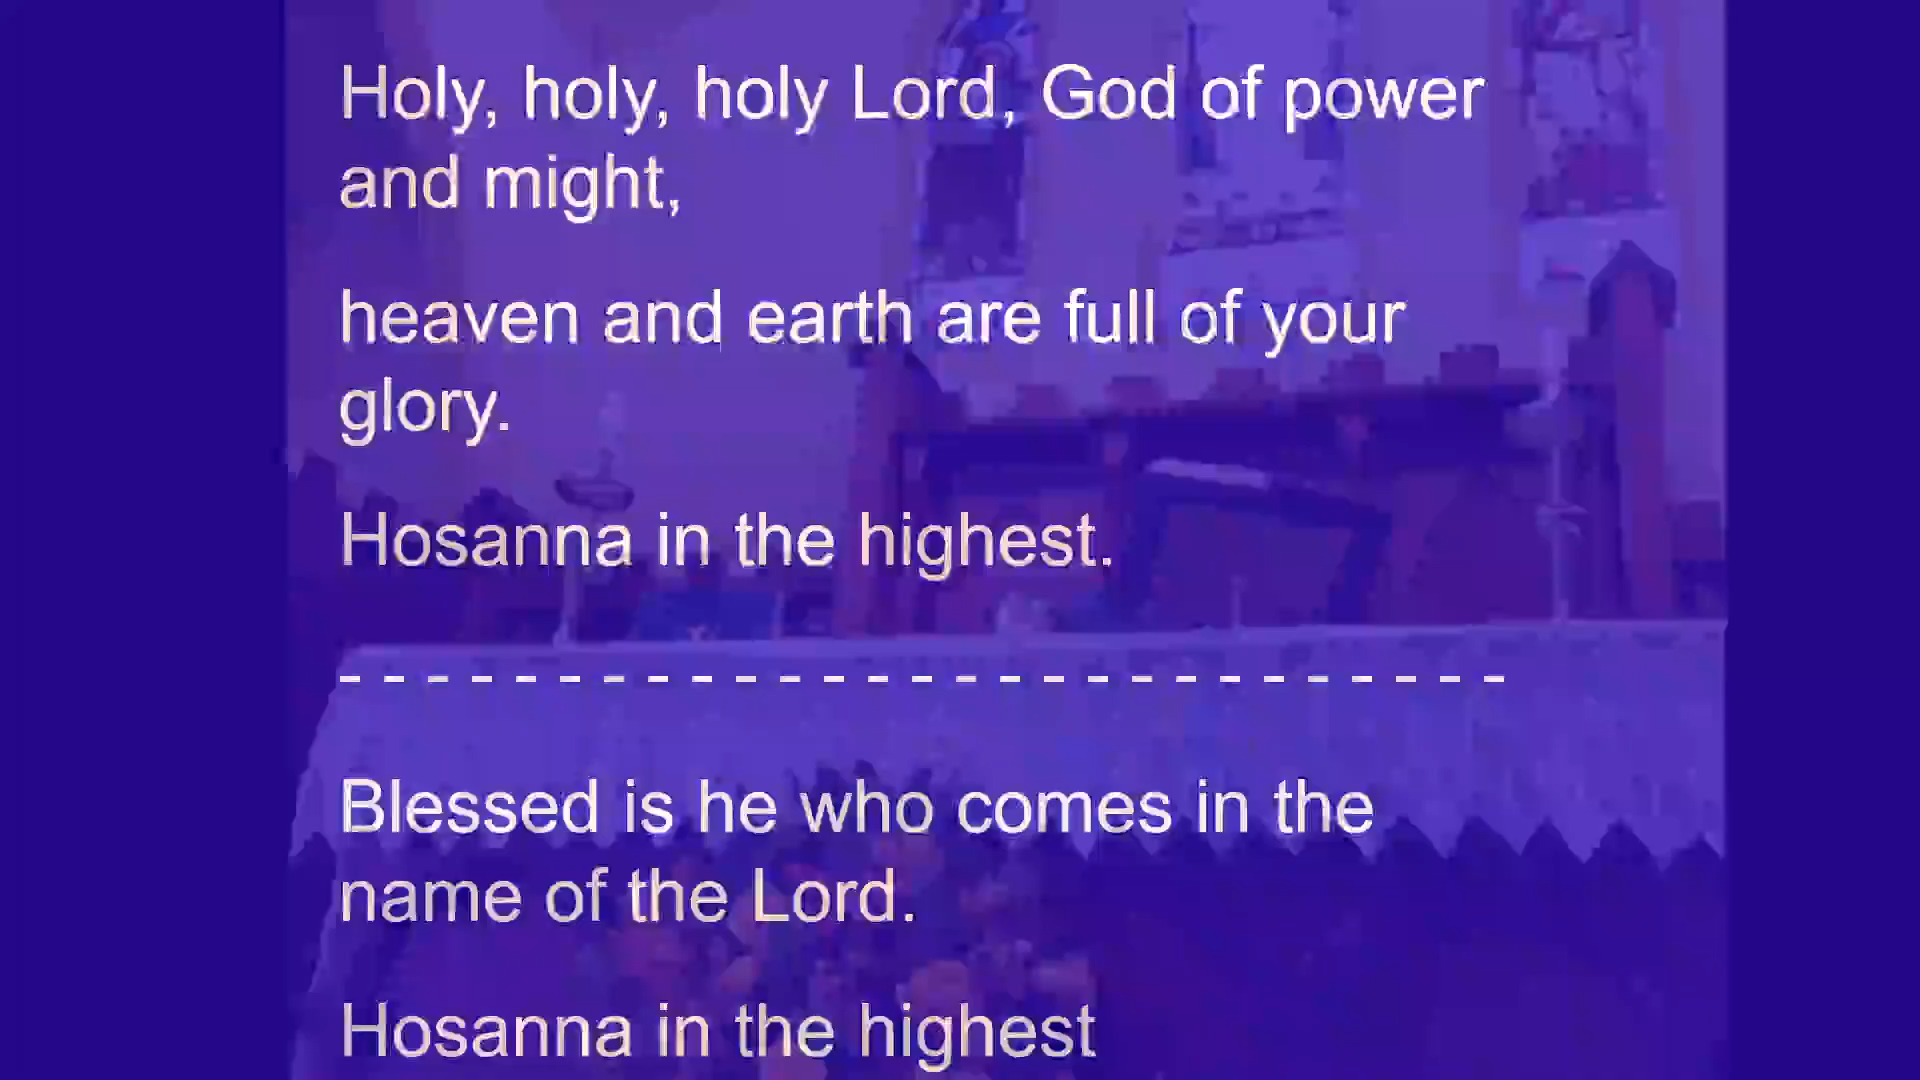 Holy, holy, holy Lord, God of power
and might,
heaven and earth are full of your
glory.
Hosanna in the highest.
- - - - - - - - - - - - - - - - - - - - - - - - - - -
Blessed is he who comes in the
name of the Lord.
Hosanna in the highest